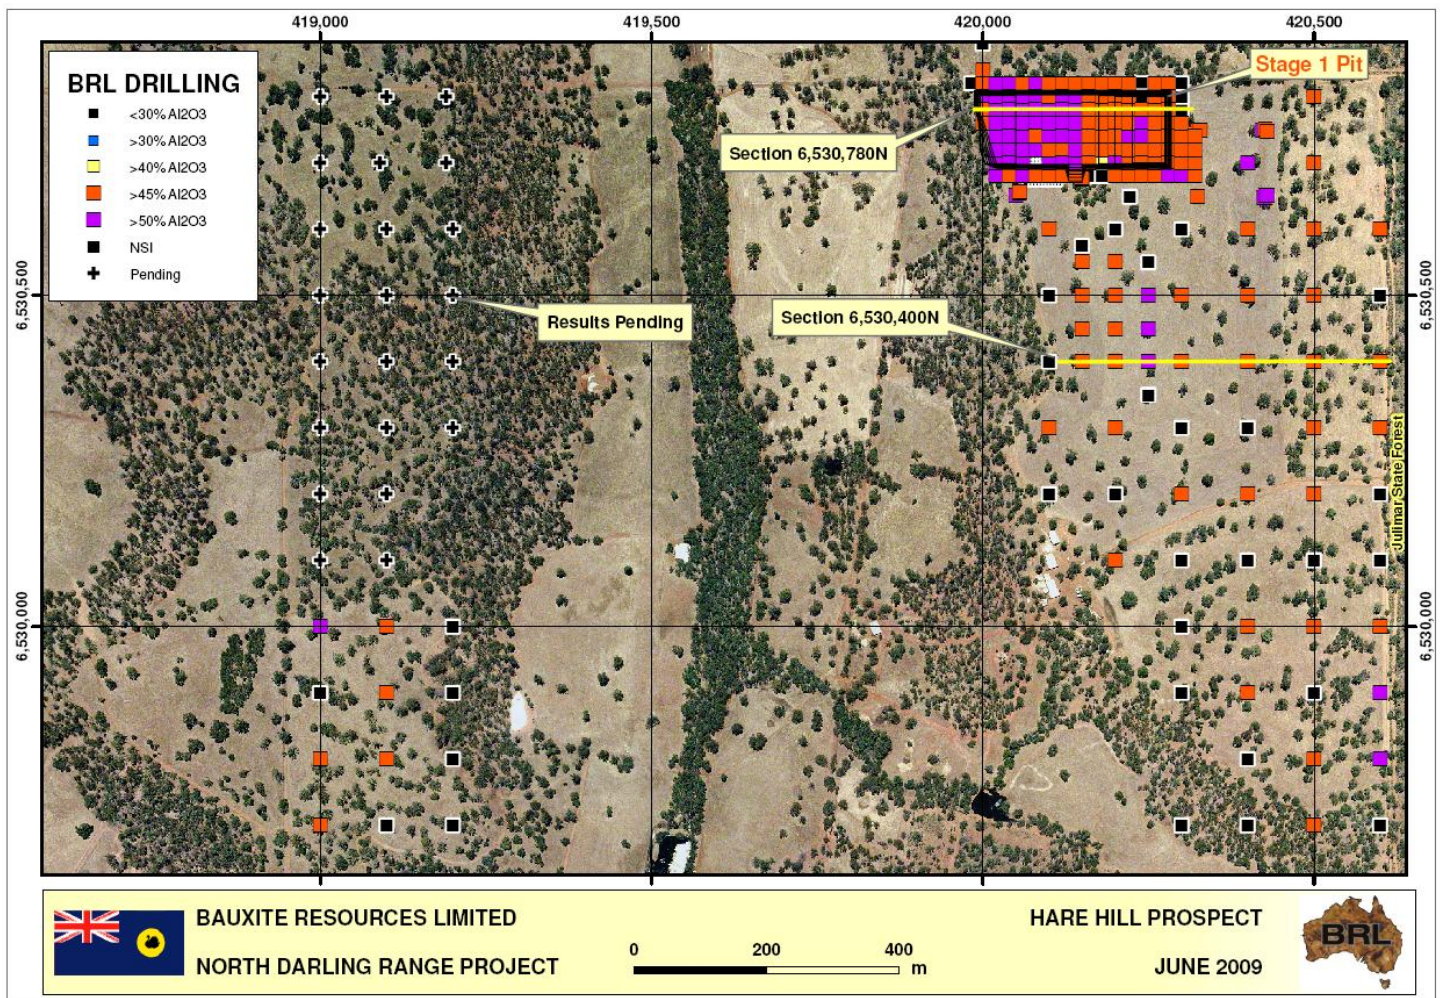 419,000
419,500
420,000
420,500
BRL DRILLING
<30%Al2O3
>30%Al2O3
>40%Al2O3
>45%Al2O3
>50%Al2O3
NSI
Pending
Stage 1 Pit
Section 6,530,780N
6,530,500
6,530,500
Results Pending
Section 6,530,400N
Julimar State Forest
6,530,000
6,530,000
BAUXITE RESOURCES LIMITED
NORTH DARLING RANGE PROJECT
0
200
400
m
HARE HILL PROSPECT
JUNE 2009
BRL